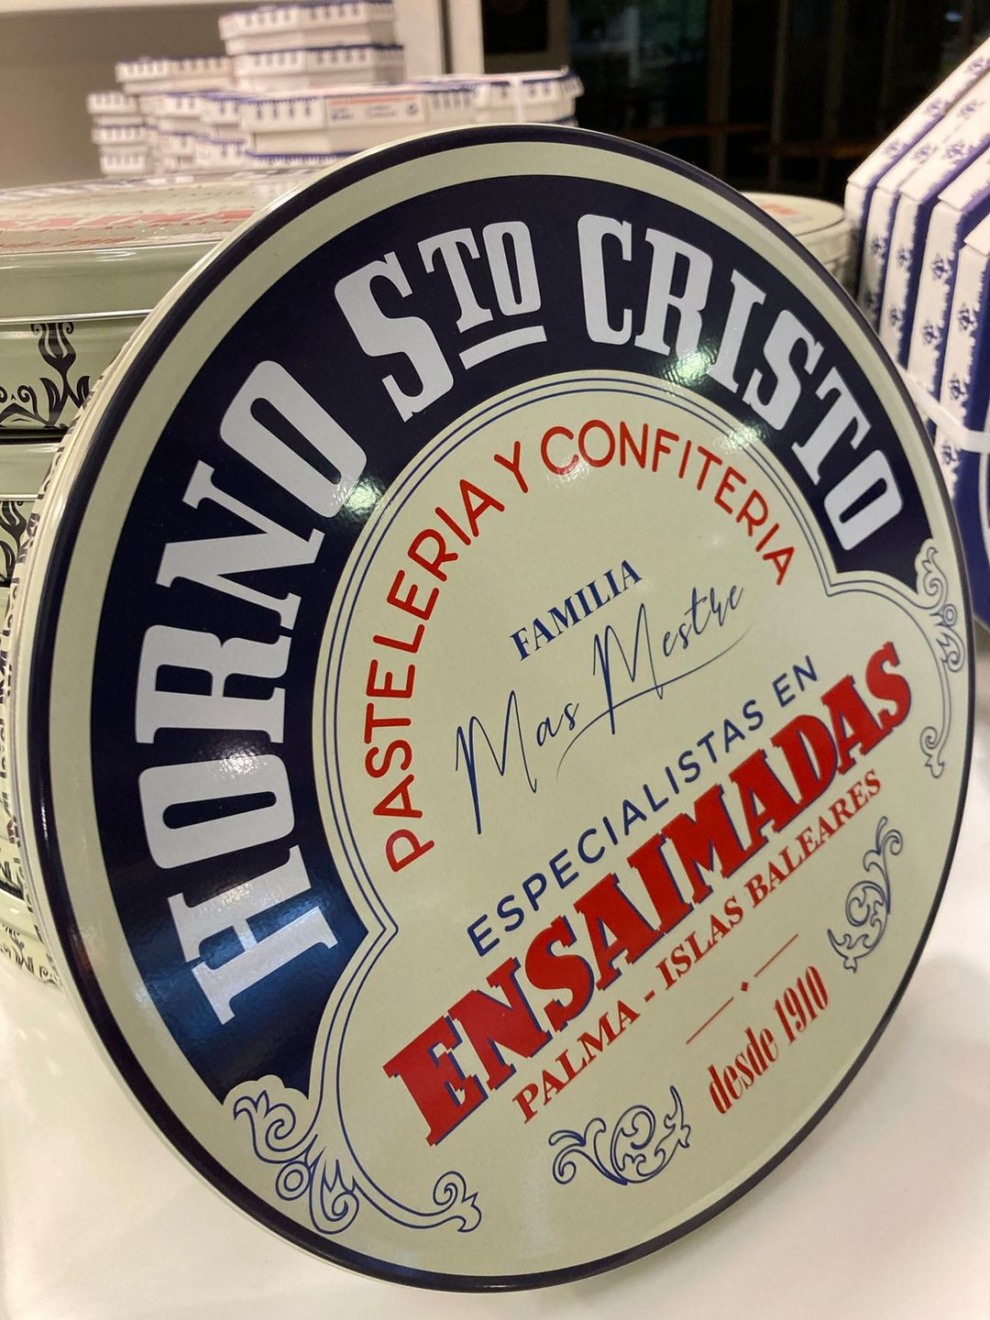 HORNO STO CRISTO
PASTELERIA Y CONFITERIA
FAMILIA
Mas Mestre
ESPECIALISTAS EN
ENSAIMADAS
PALMA - ISLAS BALEARES
desde 1910